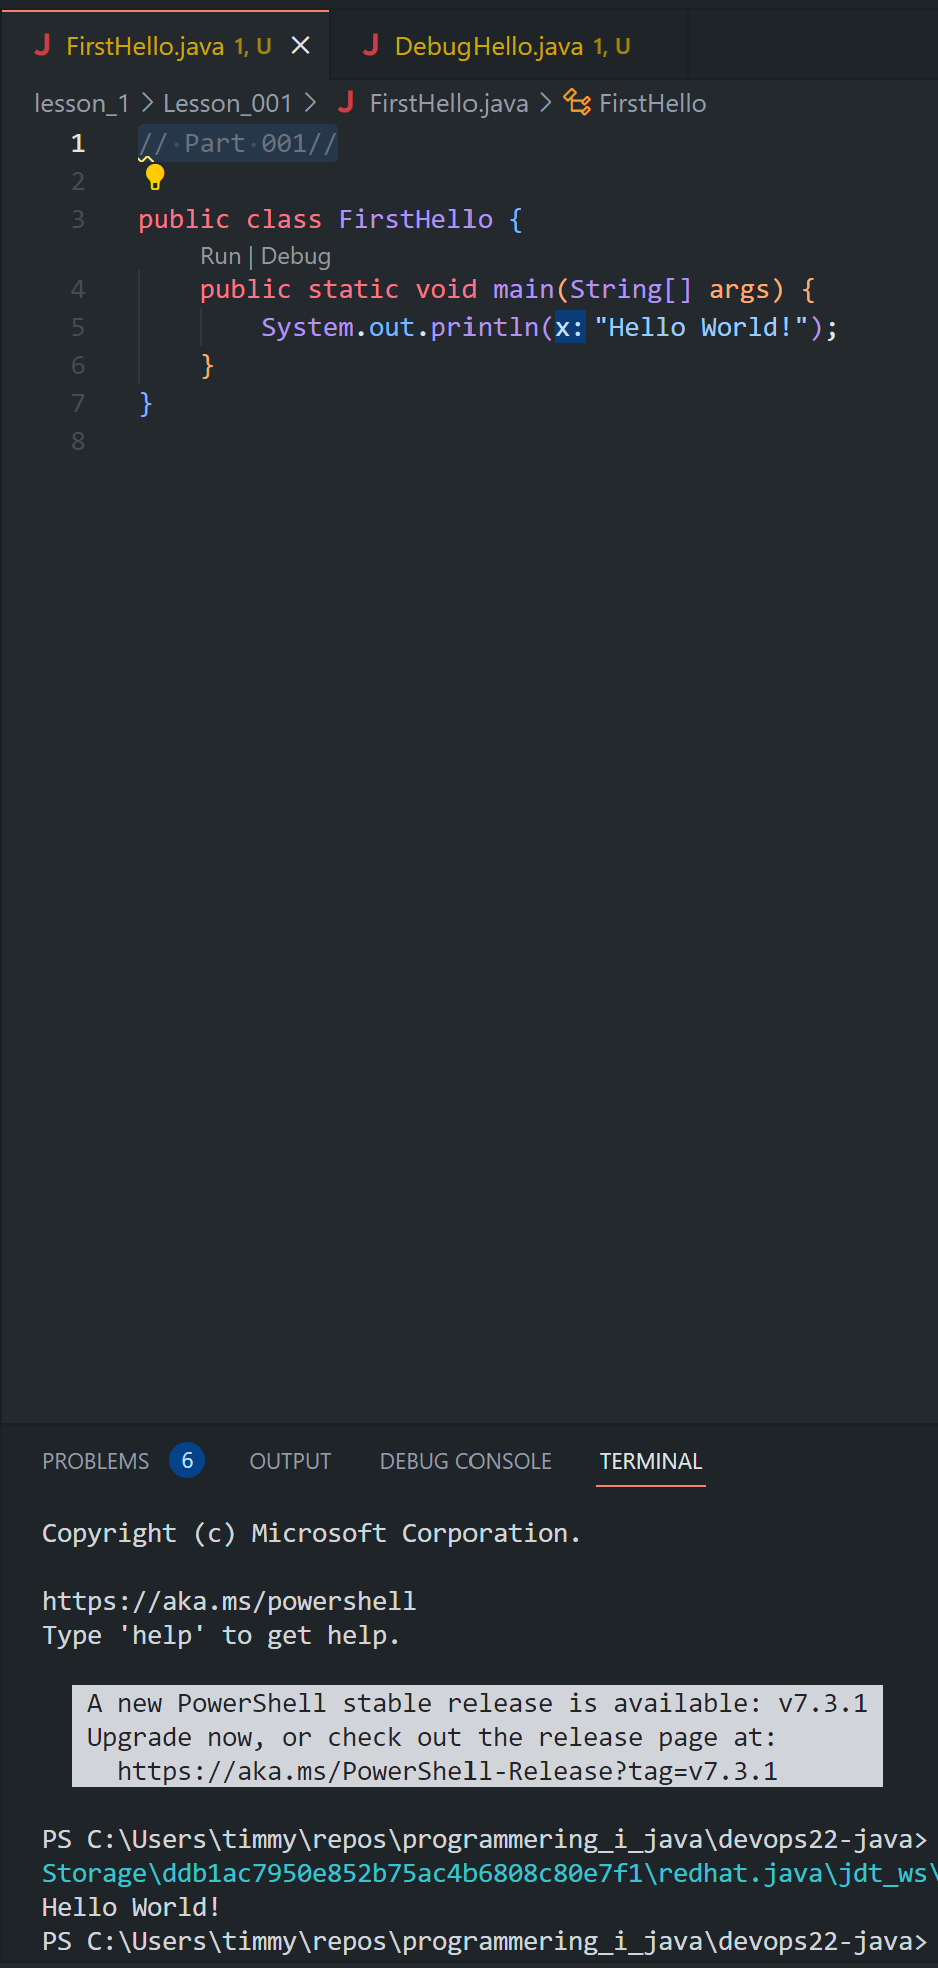 FirstHello.java 1, U DebugHello.java 1, U
lesson_1 > Lesson_001 > FirstHello.java > FirstHello
1 // Part 001//
2
3 public class FirstHello {
Run | Debug
4 public static void main(String[] args) {
5 System.out.println(x: "Hello World!");
6 }
7 }
8
PROBLEMS 6 OUTPUT DEBUG CONSOLE TERMINAL
Copyright (c) Microsoft Corporation.
https://aka.ms/powershell
Type 'help' to get help.
A new PowerShell stable release is available: v7.3.1
Upgrade now, or check out the release page at:
https://aka.ms/PowerShell-Release?tag=v7.3.1
PS C:\Users\timmy\repos\programmering_i_java\devops22-java>
Storage\ddb1ac7950e852b75ac4b6808c80e7f1\redhat.java\jdt_ws\
Hello World!
PS C:\Users\timmy\repos\programmering_i_java\devops22-java>